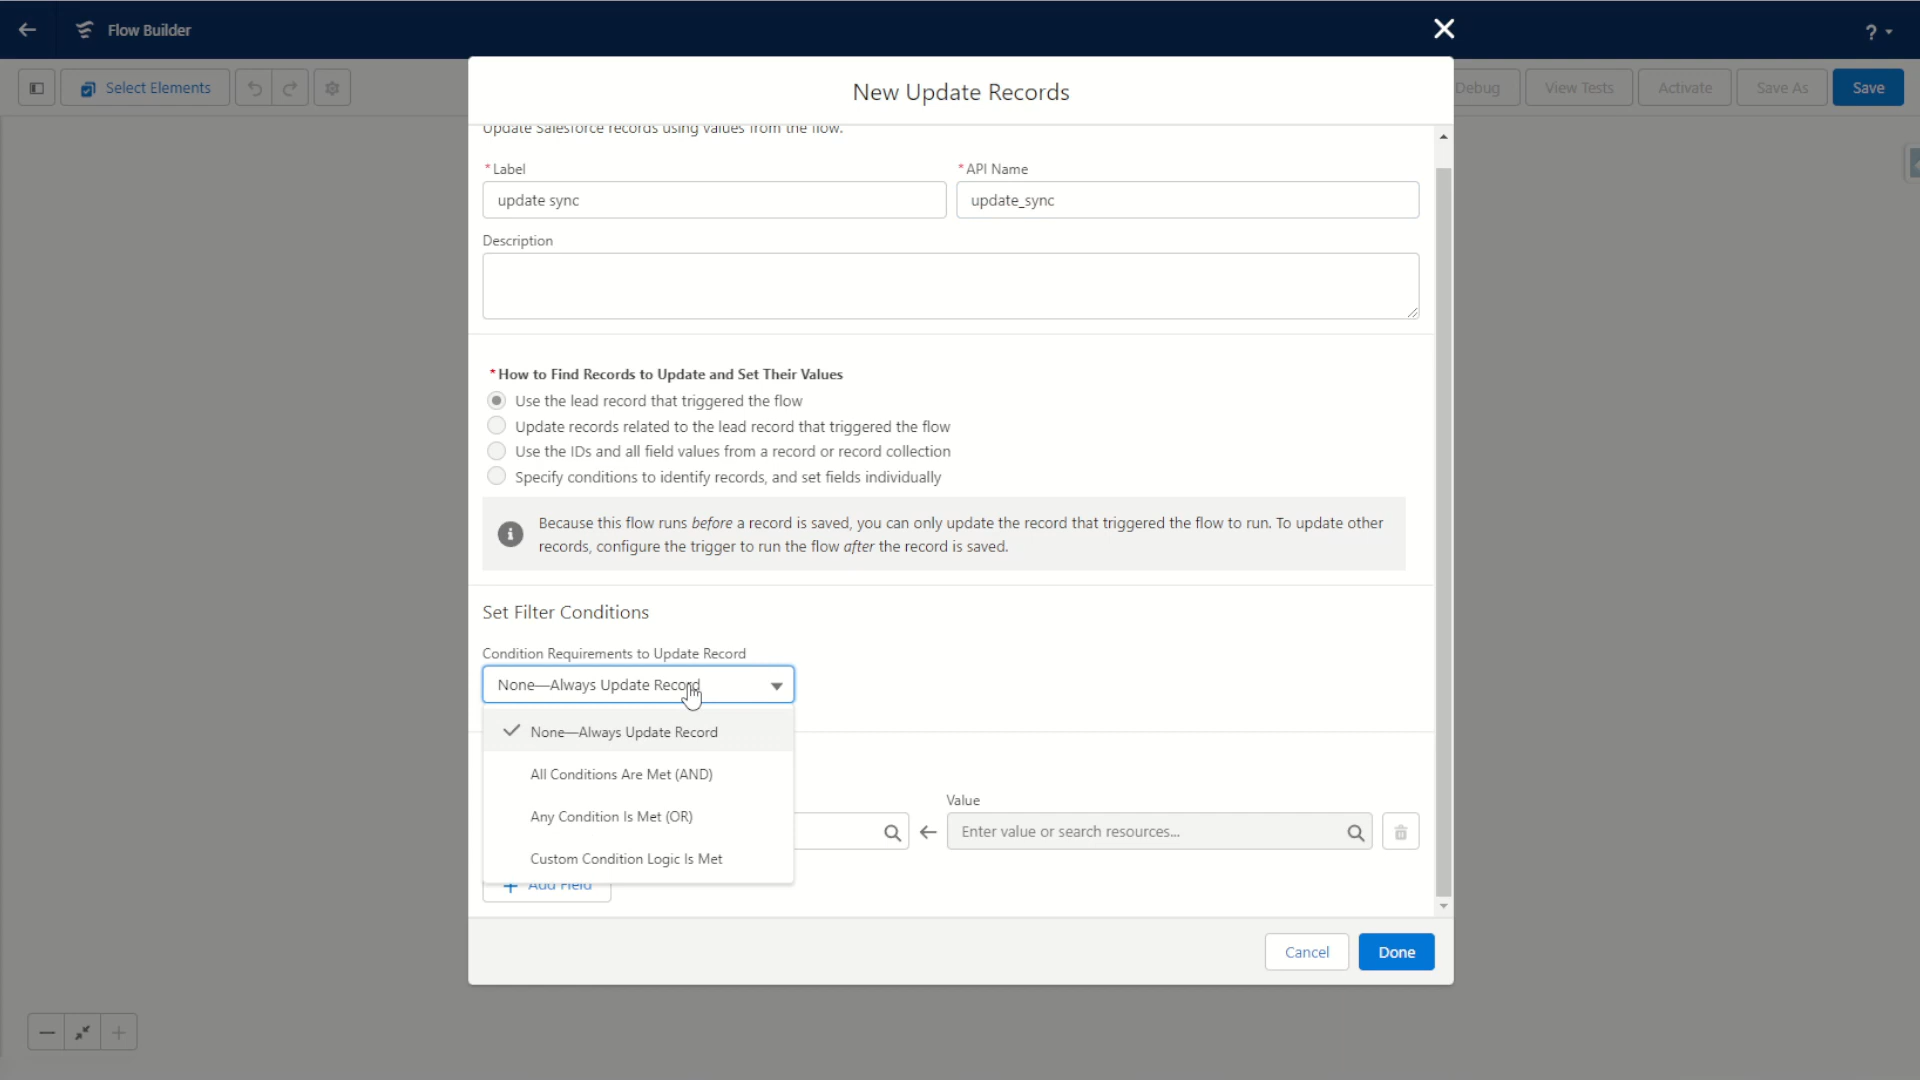 Flow Builder
?
Select Elements
Debug
View Tests
Activate
Save As
Save
New Update Records
Update Salesforce records using values from the flow.
* Label
* API Name
update sync
update_sync
Description
* How to Find Records to Update and Set Their Values
Use the lead record that triggered the flow
Update records related to the lead record that triggered the flow
Use the IDs and all field values from a record or record collection
Specify conditions to identify records, and set fields individually
Because this flow runs before a record is saved, you can only update the record that triggered the flow to run. To update other
records, configure the trigger to run the flow after the record is saved.
Set Filter Conditions
Condition Requirements to Update Record
None—Always Update Record
None—Always Update Record
All Conditions Are Met (AND)
Any Condition Is Met (OR)
Custom Condition Logic Is Met
Value
Enter value or search resources...
Add Field
Cancel
Done